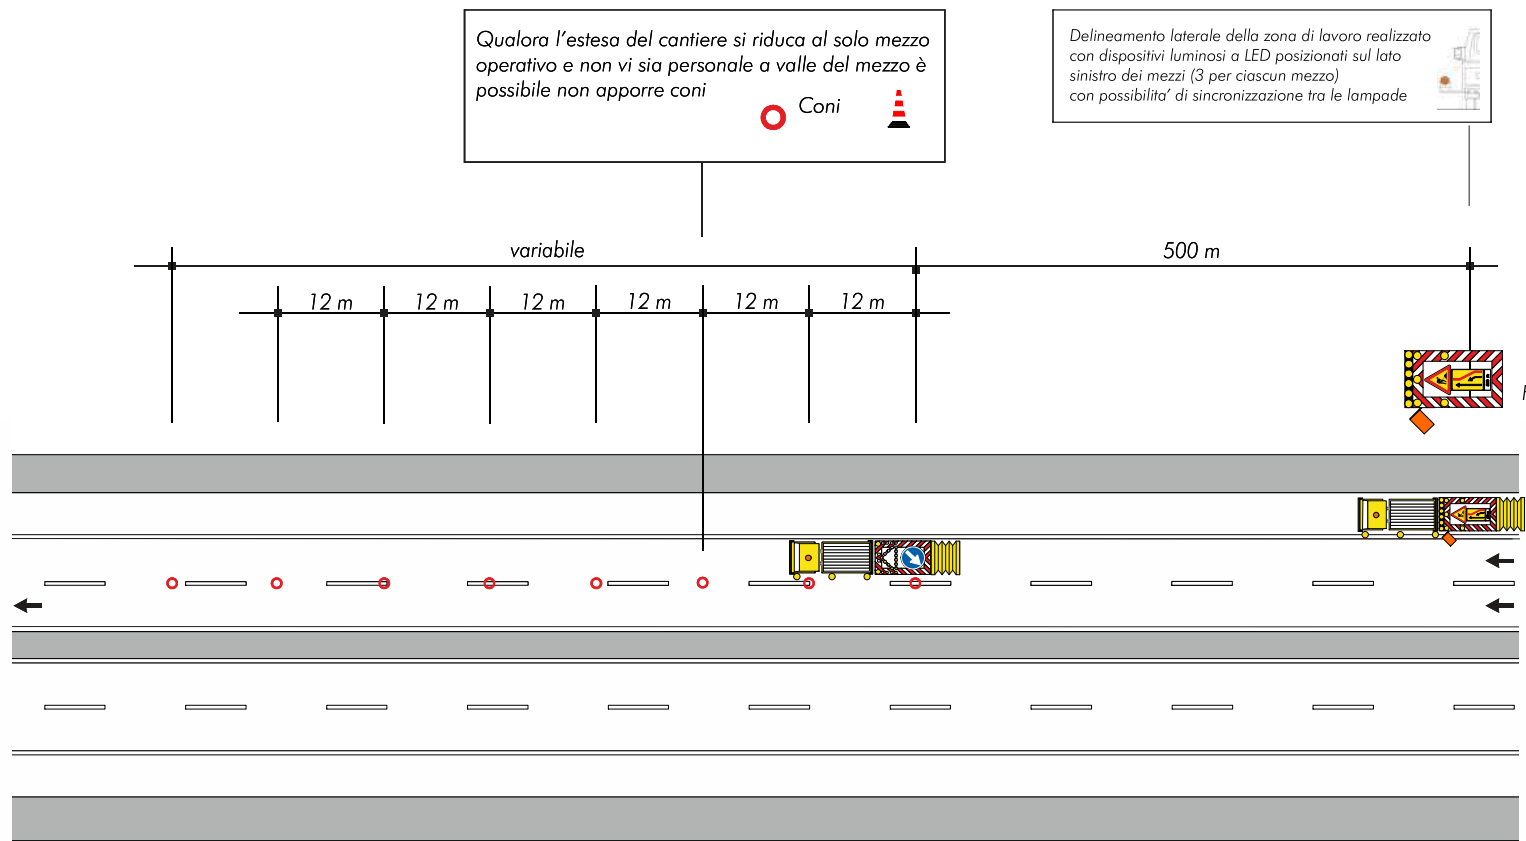 Qualora l'estesa del cantiere si riduca al solo mezzo
operativo e non vi sia personale a valle del mezzo è
possibile non apporre coni
Coni
Delineamento laterale della zona di lavoro realizzato
con dispositivi luminosi a LED posizionati sul lato
sinistro dei mezzi (3 per ciascun mezzo)
con possibilita' di sincronizzazione tra le lampade
variabile
500 m
12 m
12 m
12 m
12 m
12 m
12 m